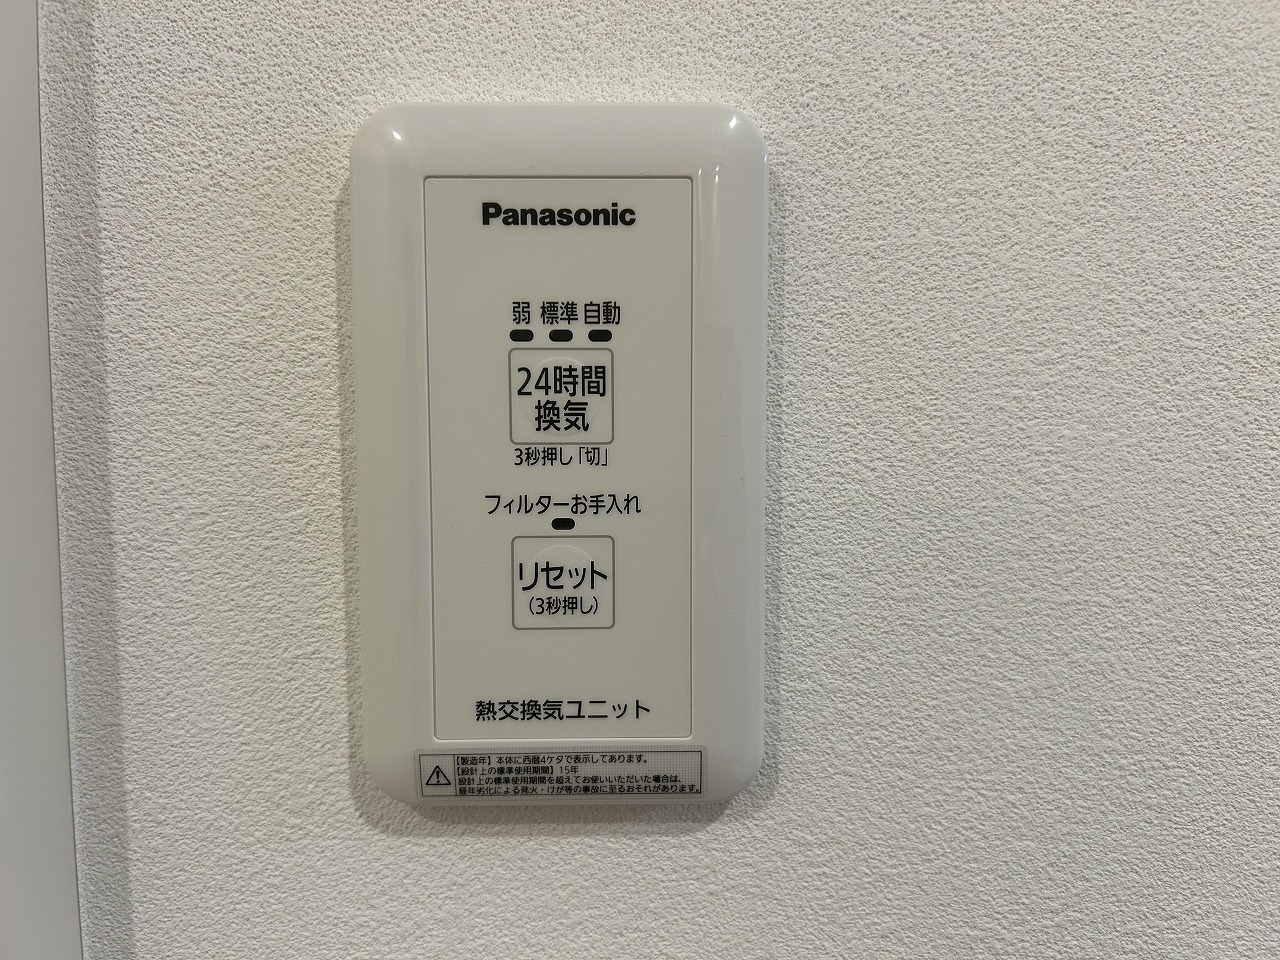 Panasonic
弱 標準 自動
24時間
換気
3秒押し「切」
フィルターお手入れ
リセット
(3秒押し)
熱交換気ユニット
【製造年】本体に西暦4ケタで表示してあります。
【設計上の標準使用期間】15年
設計上の標準使用期間を超えてお使いいただいた場合は、
経年劣化による発火・けが等の事故に至るおそれがあります。